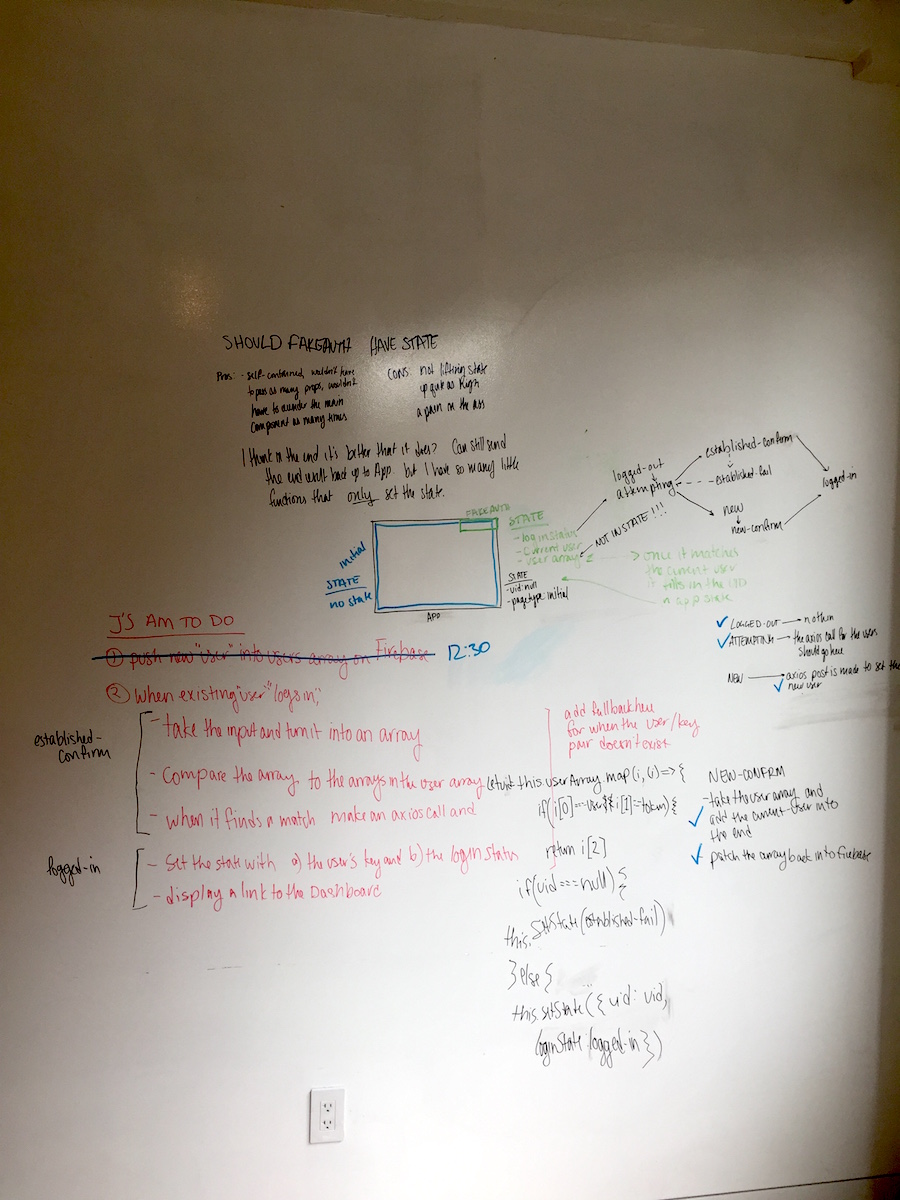 SHOULD FAKEAUTH HAVE STATE
Pros: - self-contained, wouldn't have
to pass as many props, wouldn't
have to rerender the main
component as many times
CONS: not lifting state
up quite as high
a pain in the ass
I think in the end it's better that it does? Can still send
the end result back up to App. but I have so many little
functions that only set the state.
FAKEAUTH
STATE
- log in status
- Current user
- user array
initial
STATE
no state
APP
STATE
- uid: null
- pagetype: initial
NOT IN STATE!!!
> once it matches
the current user
it fills in the UID
in app state
logged-out
attempting
established-confirm
- established-fail
new
new-confirm
logged-in
✓ LOGGED-OUT → nothin
✓ ATTEMPTING → the axios call for the users
should go here
NEW → axios post is made to set the
✓ new user
J'S AM TO DO
① push new "user" into users array on Firebase 12:30
② when existing "user" "logs in",
established-
confirm
- take the input and turn it into an array
- Compare the array to the arrays in the user array
- when it finds a match make an axios call and
logged-in
- Set the state with a) the user's key and b) the login status
- display a link to the Dashboard
add fallback here
for when the user/key
pair doesn't exist.
let uid = this.userArray.map(i, v) => {
if (i[0] === user && i[1] === token) {
return i[2]
if (uid === null) {
this.setState(established-fail)
} else {
this.setState({ uid: uid,
loginState: logged-in })
NEW-CONFRM
- take the user array and
✓ add the current-user into
the end
✓ patch the array back into firebase